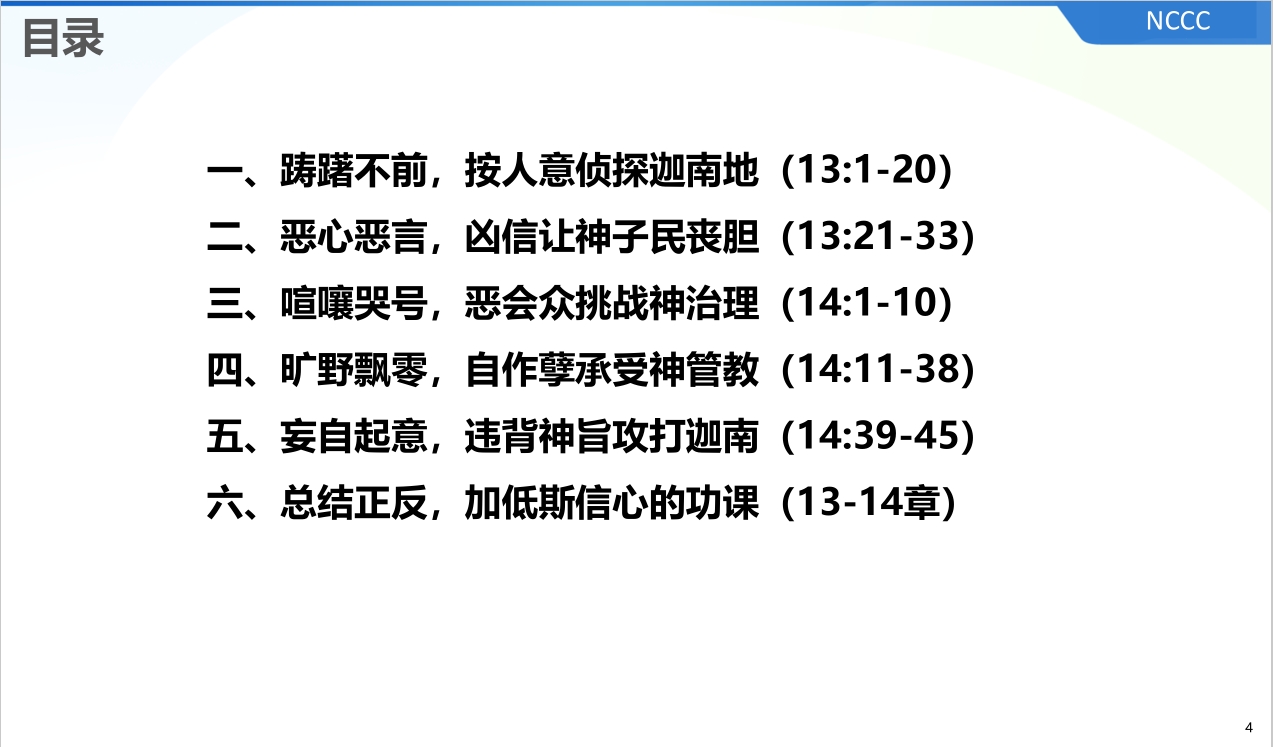 目录
NCCC
一、踌躇不前，按人意侦探迦南地（13:1-20）
二、恶心恶言，凶信让神子民丧胆（13:21-33）
三、喧嚷哭号，恶会众挑战神治理（14:1-10）
四、旷野飘零，自作孽承受神管教（14:11-38）
五、妄自起意，违背神旨攻打迦南（14:39-45）
六、总结正反，加低斯信心的功课（13-14章）
4